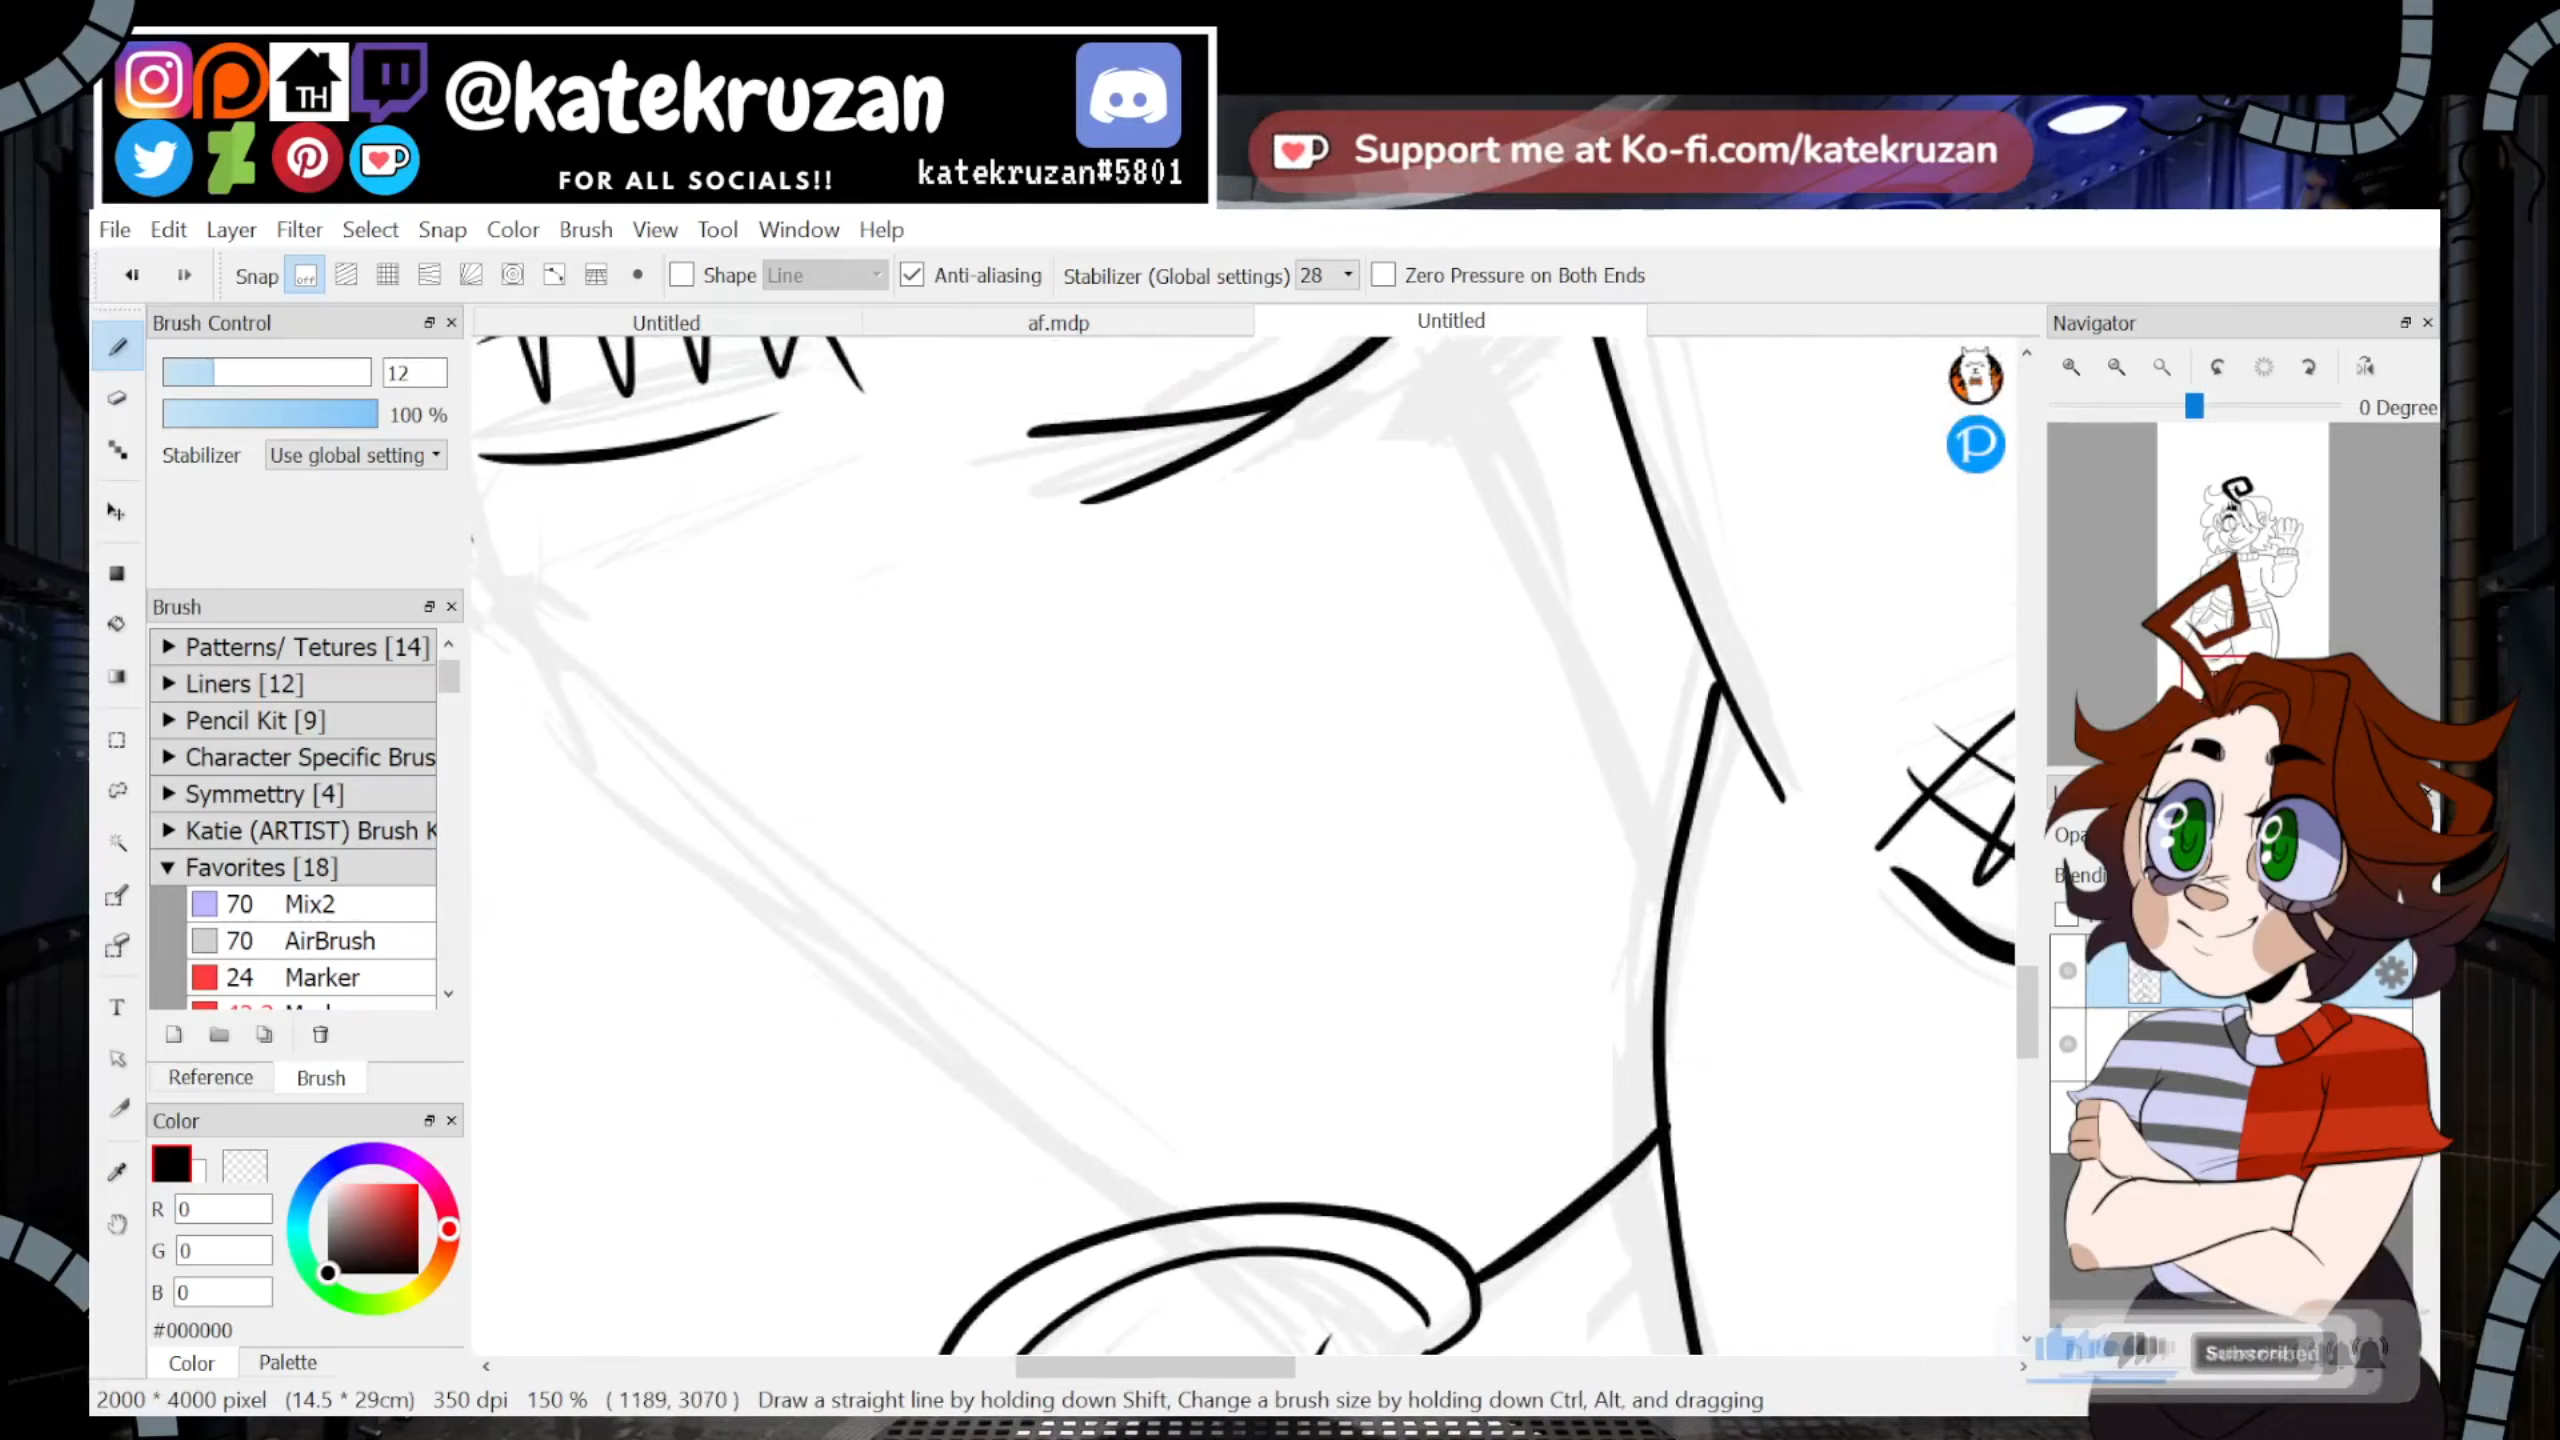 @katekruzan
FOR ALL SOCIALS!!
katekruzan#5801
TH
Support me at Ko-fi.com/katekruzan
File Edit Layer Filter Select Snap Color Brush View Tool Window Help
Snap off Shape Line Anti-aliasing Stabilizer (Global settings) 28 Zero Pressure on Both Ends
Brush Control
Untitled af.mdp Untitled
Navigator
12
100 %
0 Degree
Stabilizer Use global setting
Brush
Patterns/ Tetures [14]
Liners [12]
Pencil Kit [9]
Character Specific Brus
Symmettry [4]
Katie (ARTIST) Brush K
Favorites [18]
70 Mix2
70 AirBrush
24 Marker
Reference Brush
Color
R 0
G 0
B 0
#000000
Color Palette
T
P
2000 * 4000 pixel (14.5 * 29cm) 350 dpi 150 % ( 1189, 3070 ) Draw a straight line by holding down Shift, Change a brush size by holding down Ctrl, Alt, and dragging